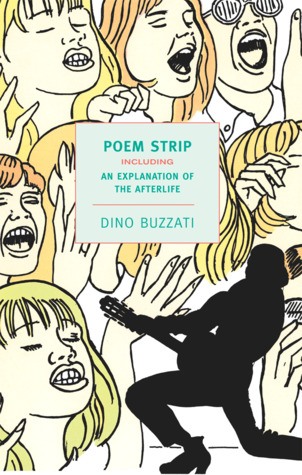 POEM STRIP
INCLUDING
AN EXPLANATION OF
THE AFTERLIFE
DINO BUZZATI